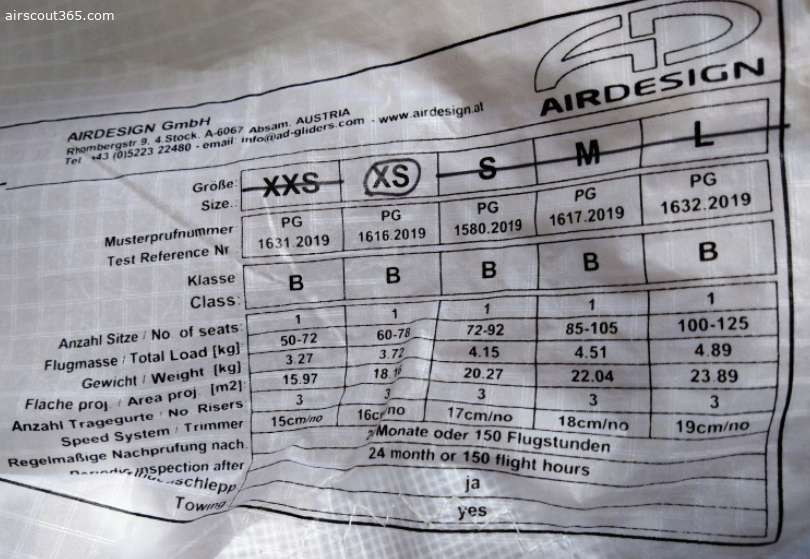 airscout365.com
AIRDESIGN
AIRDESIGN GmbH
Rhombergstr 9, 4.Stock, A-6067 Absam, AUSTRIA
Tel +43 (0)5223 22480 - email: info@ad-gliders.com - www.airdesign.at
Größe: XXS XS S M L
Size.:
Musterprufnummer: PG 1631.2019 PG 1616.2019 PG 1580.2019 PG 1617.2019 PG 1632.2019
Test Reference Nr
Klasse B B B B B
Class:
Anzahl Sitze / No of seats: 1 1 1 1 1
Flugmasse / Total Load [kg] 50-72 60-78 72-92 85-105 100-125
Gewicht / Weight [kg] 3.27 3.72 4.15 4.51 4.89
Flache proj / Area proj. [m2]: 15.97 18.16 20.27 22.04 23.89
Anzahl Tragegurte / No Risers 3 3 3 3 3
Speed System / Trimmer 15cm/no 16cm/no 17cm/no 18cm/no 19cm/no
Regelmaßige Nachprüfung nach. Monate oder 150 Flugstunden
inspection after 24 month or 150 flight hours
schlepp ja
Towing yes